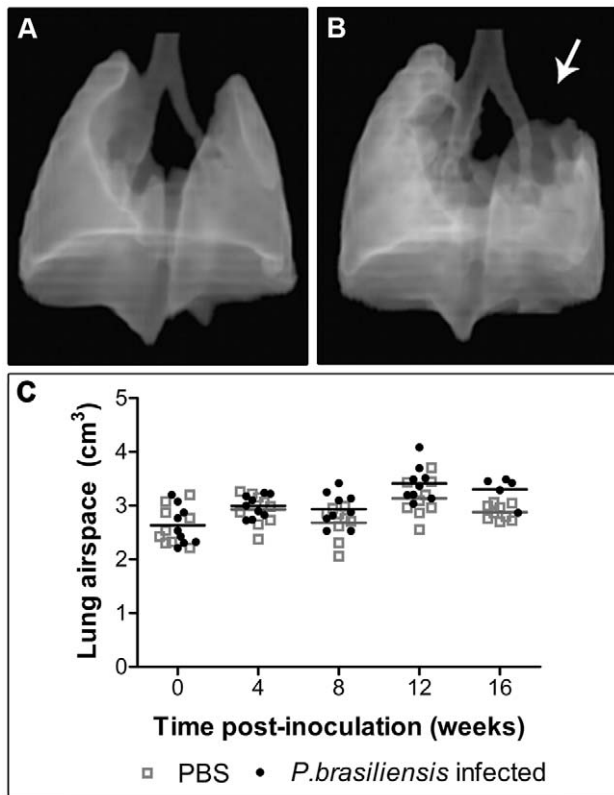 A
B
C
Lung airspace (cm³)
5
4
3
2
1
0
0 4 8 12 16
Time post-inoculation (weeks)
PBS P.brasiliensis infected